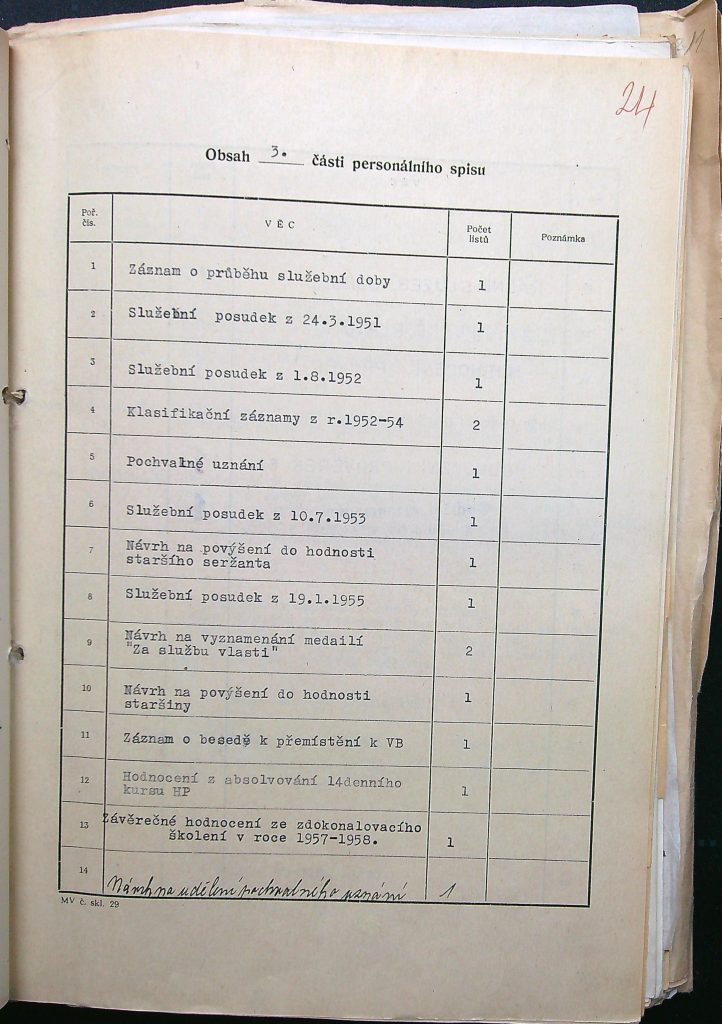 24
Obsah 3. části personálního spisu
Poř. čís. VĚC Počet listů Poznámka
1 Záznam o průběhu služební doby 1
2 Služební posudek z 24.3.1951 1
3 Služební posudek z 1.8.1952 1
4 Klasifikační záznamy z r.1952-54 2
5 Pochvalné uznání 1
6 Služební posudek z 10.7.1953 1
7 Návrh na povýšení do hodnosti
staršího seržanta 1
8 Služební posudek z 19.1.1955 1
9 Návrh na vyznamenání medailí
"Za službu vlasti" 2
10 Návrh na povýšení do hodnosti
staršiny 1
11 Záznam o besedě k přemístění k VB 1
12 Hodnocení z absolvování 14denního
kursu HP 1
13 Závěrečné hodnocení ze zdokonalovacího
školení v roce 1957-1958. 1
14 Návrh na udělení pochvalného uznání 1
MV č. skl. 29